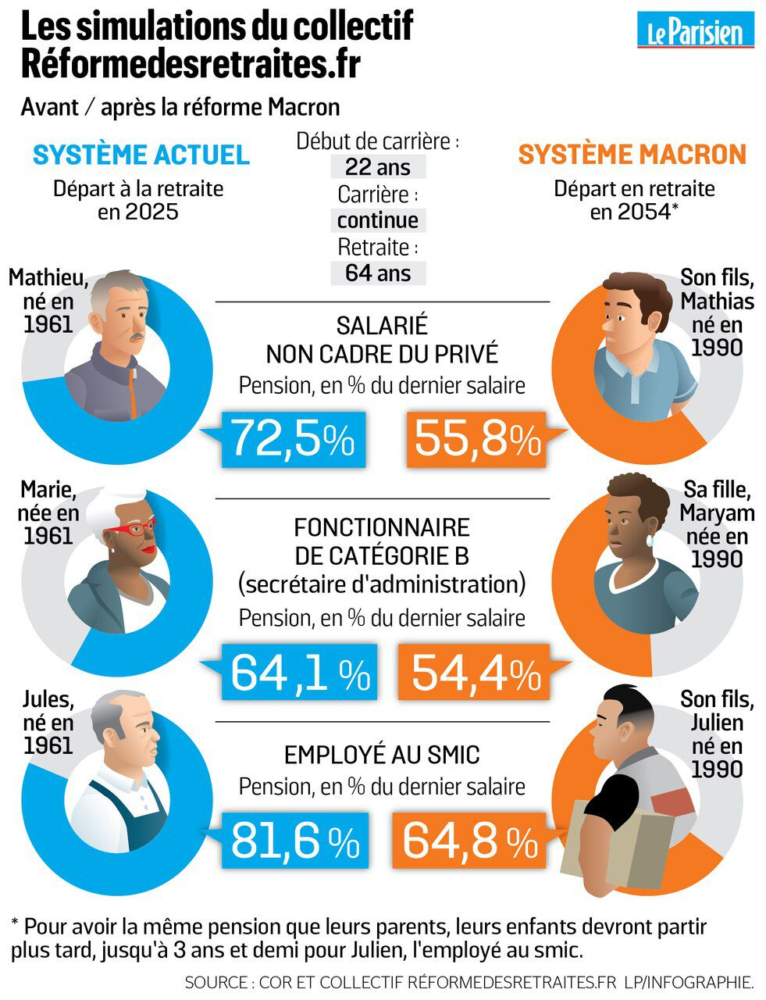 Les simulations du collectif
Réformedesretraites.fr
Le Parisien
Avant / après la réforme Macron
SYSTÈME ACTUEL
Départ à la retraite
en 2025
Début de carrière :
22 ans
Carrière :
continue
Retraite :
64 ans
SYSTÈME MACRON
Départ en retraite
en 2054*
Mathieu,
né en
1961
SALARIÉ
NON CADRE DU PRIVÉ
Pension, en % du dernier salaire
72,5%
55,8%
Son fils,
Mathias
né en
1990
Marie,
née en
1961
FONCTIONNAIRE
DE CATÉGORIE B
(secrétaire d'administration)
Pension, en % du dernier salaire
64,1 %
54,4%
Sa fille,
Maryam
née en
1990
Jules,
né en
1961
EMPLOYÉ AU SMIC
Pension, en % du dernier salaire
81,6 %
64,8 %
Son fils,
Julien
né en
1990
* Pour avoir la même pension que leurs parents, leurs enfants devront partir
plus tard, jusqu'à 3 ans et demi pour Julien, l'employé au smic.
SOURCE : COR ET COLLECTIF RÉFORMEDESRETRAITES.FR LP/INFOGRAPHIE.